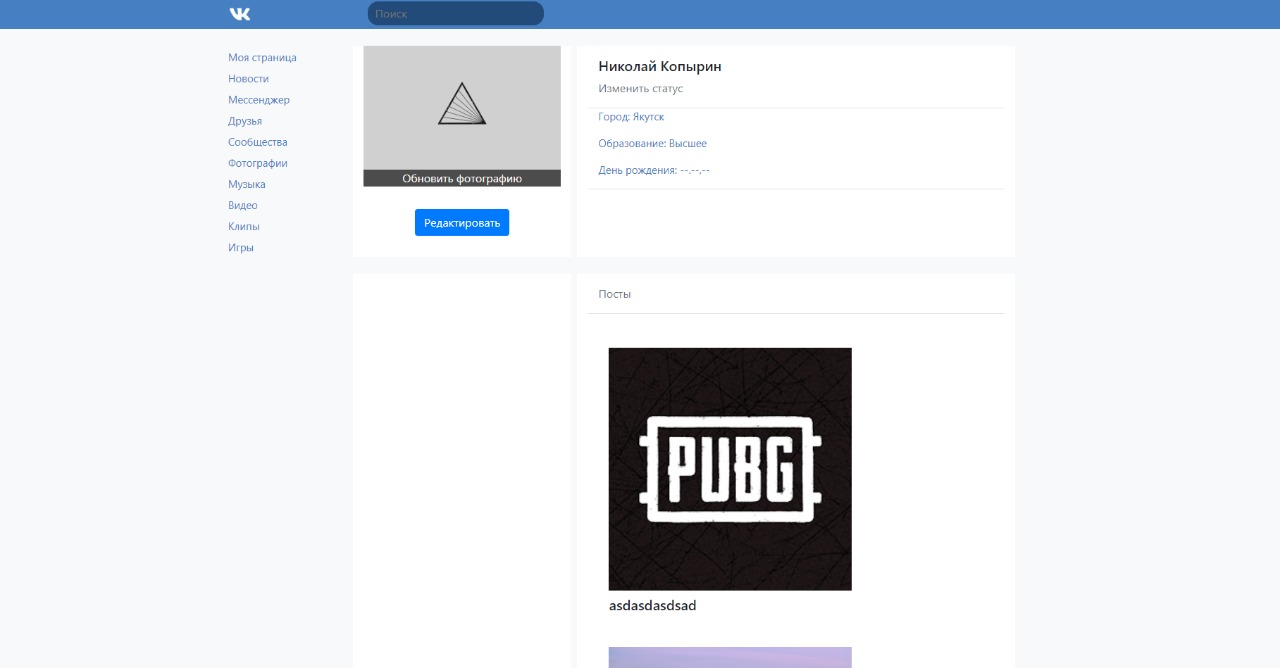 Поиск
Моя страница
Новости
Мессенджер
Друзья
Сообщества
Фотографии
Музыка
Видео
Клипы
Игры
Обновить фотографию
Редактировать
Николай Копырин
Изменить статус
Город: Якутск
Образование: Высшее
День рождения: --.--,--
Посты
PUBG
asdasdasdsad